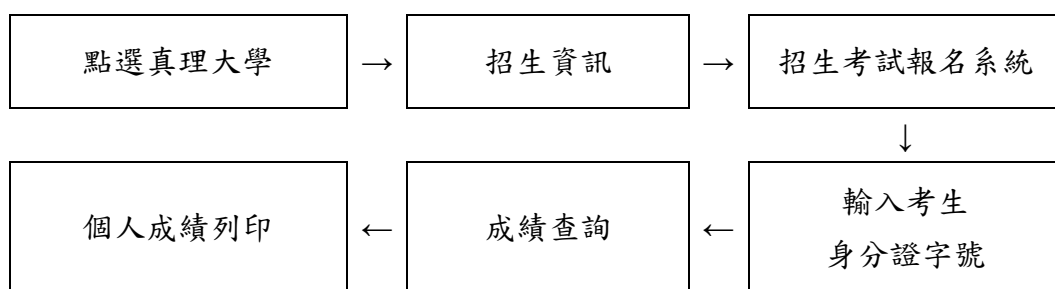 點選真理大學 → 招生資訊 → 招生考試報名系統
↓
輸入考生
身分證字號
← 成績查詢
← 個人成績列印